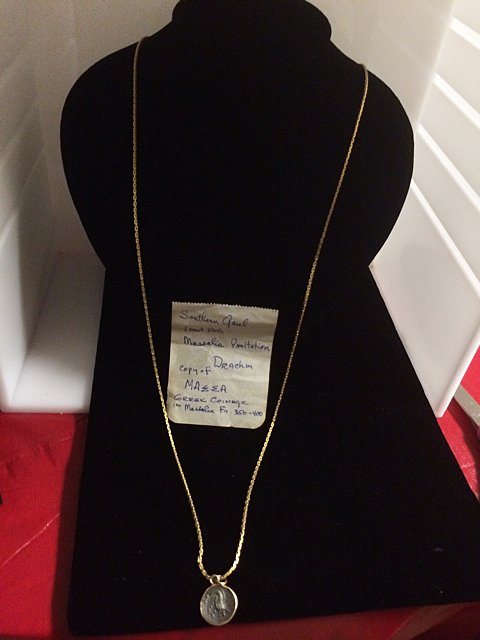 Southern Gaul
Massalia Imitation
Drachm
copy of
ΜΑΣΣΑ
GREEK COINAGE
in Massalia Fr. 350-400